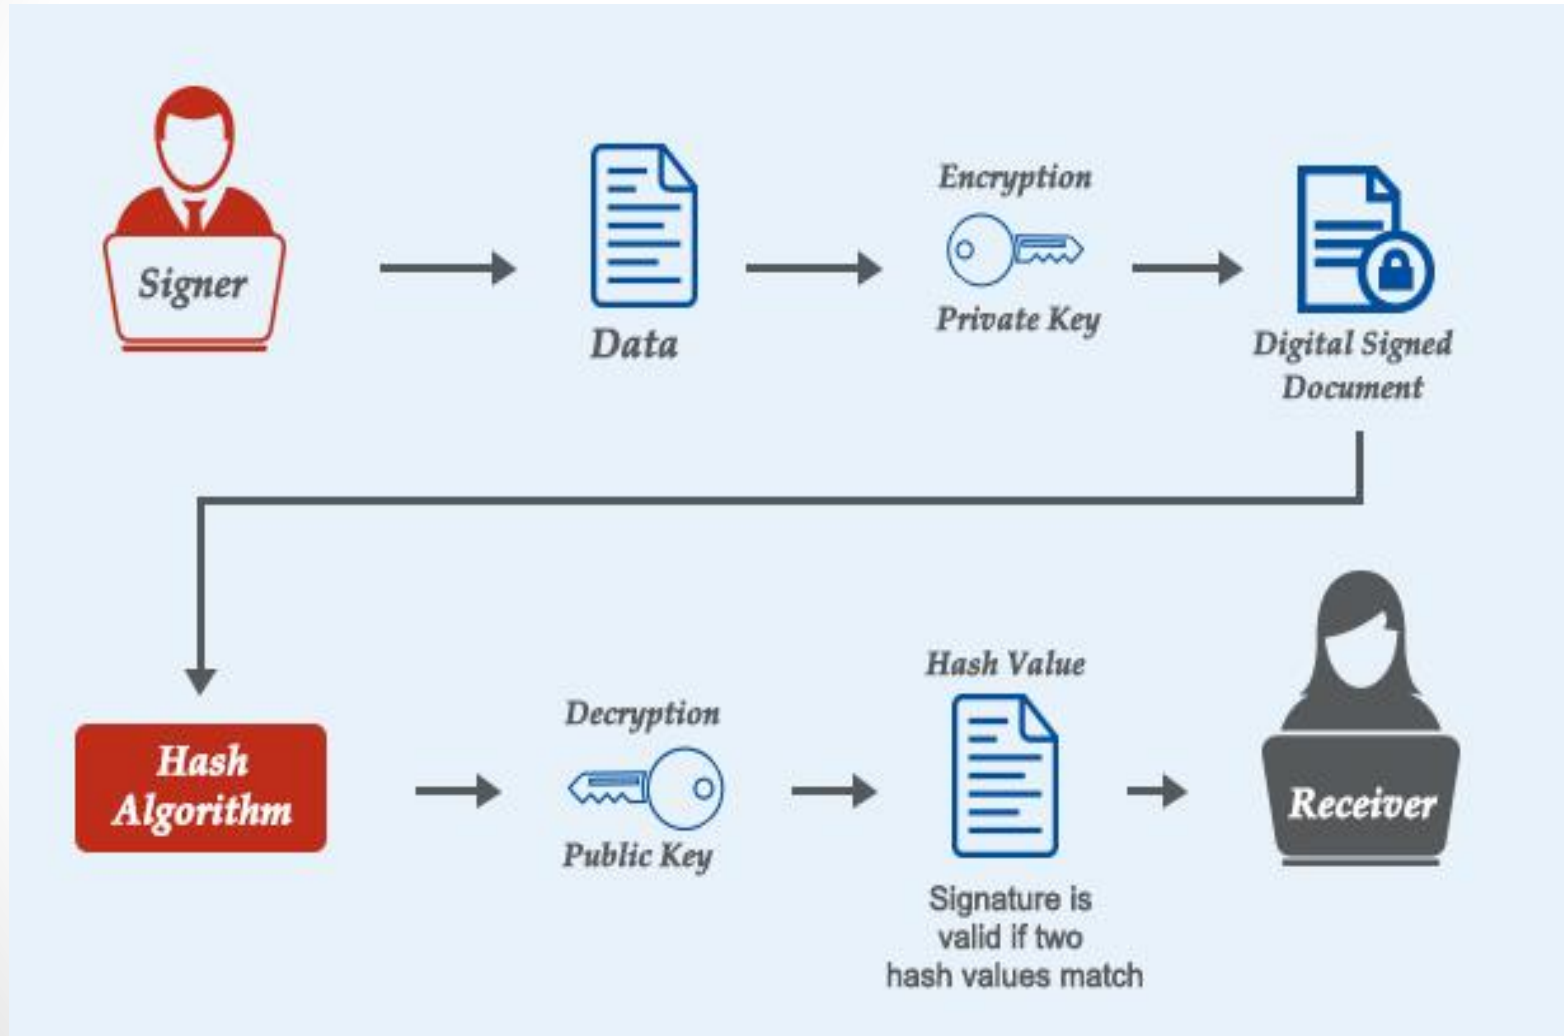 Signer
Data
Encryption
Private Key
Digital Signed
Document
Hash
Algorithm
Decryption
Public Key
Hash Value
Signature is
valid if two
hash values match
Receiver